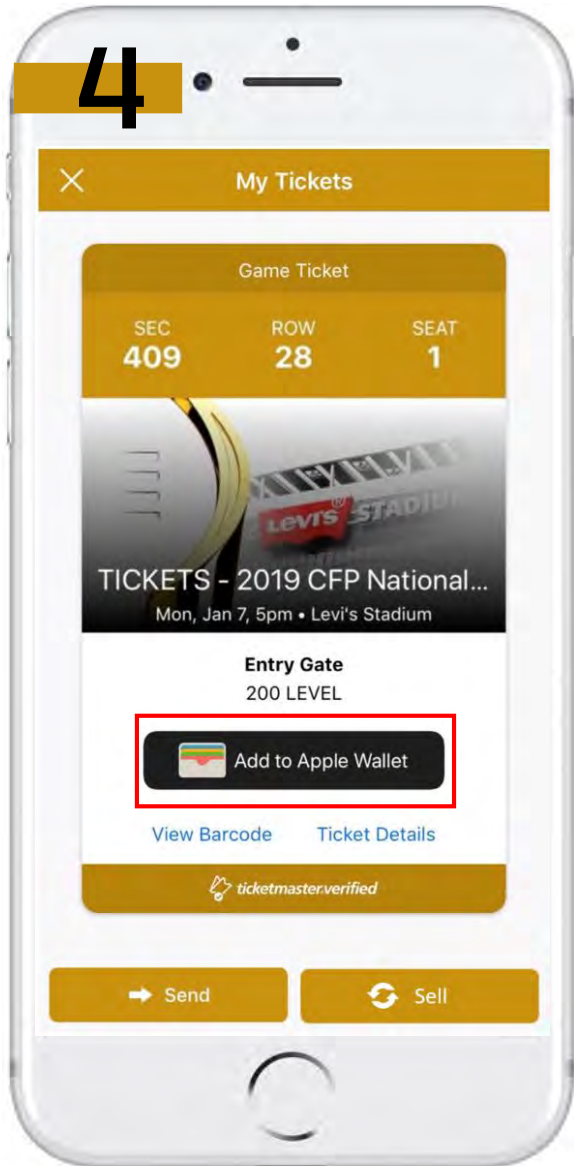 4
My Tickets
Game Ticket
SEC ROW SEAT
409 28 1
LEVI'S® STADIUM
TICKETS - 2019 CFP National...
Mon, Jan 7, 5pm • Levi's Stadium
Entry Gate
200 LEVEL
Add to Apple Wallet
View Barcode Ticket Details
ticketmaster.verified
Send Sell